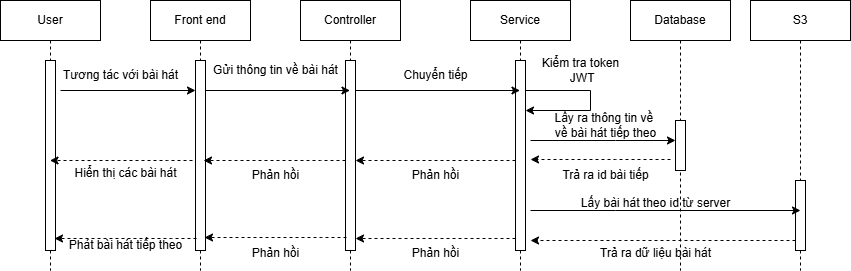 User
Front end
Controller
Service
Database
S3
Tương tác với bài hát
Gửi thông tin về bài hát
Chuyển tiếp
Kiểm tra token
JWT
Lấy ra thông tin về
về bài hát tiếp theo
Hiển thị các bài hát
Phản hồi
Phản hồi
Trả ra id bài tiếp
Lấy bài hát theo id từ server
Phát bài hát tiếp theo
Phản hồi
Phản hồi
Trả ra dữ liệu bài hát